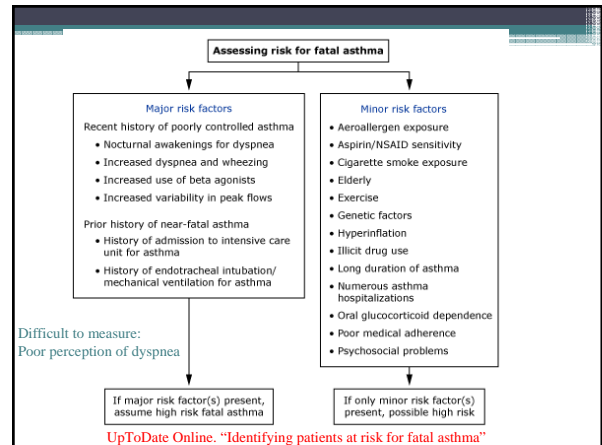 Assessing risk for fatal asthma
Major risk factors
Recent history of poorly controlled asthma
• Nocturnal awakenings for dyspnea
• Increased dyspnea and wheezing
• Increased use of beta agonists
• Increased variability in peak flows
Prior history of near-fatal asthma
• History of admission to intensive care
unit for asthma
• History of endotracheal intubation/
mechanical ventilation for asthma
Minor risk factors
• Aeroallergen exposure
• Aspirin/NSAID sensitivity
• Cigarette smoke exposure
• Elderly
• Exercise
• Genetic factors
• Hyperinflation
• Illicit drug use
• Long duration of asthma
• Numerous asthma
hospitalizations
• Oral glucocorticoid dependence
• Poor medical adherence
• Psychosocial problems
Difficult to measure:
Poor perception of dyspnea
If major risk factor(s) present,
assume high risk fatal asthma
If only minor risk factor(s)
present, possible high risk
UpToDate Online. “Identifying patients at risk for fatal asthma”